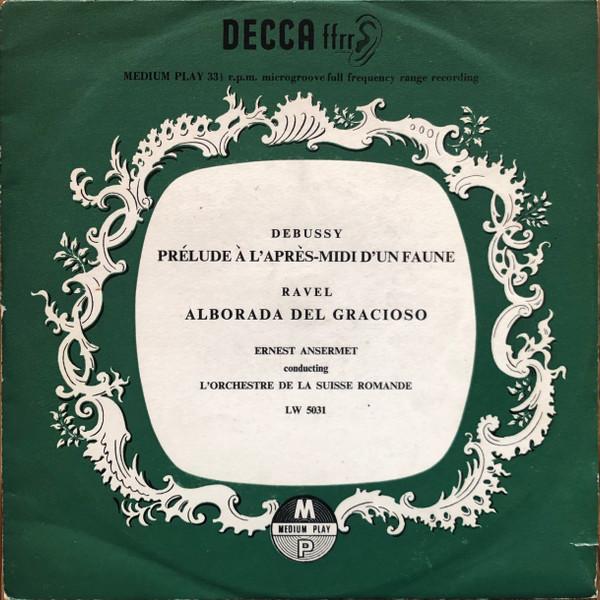 DECCA ffrr
MEDIUM PLAY 33⅓ r.p.m. microgroove full frequency range recording
DEBUSSY
PRÉLUDE À L'APRÈS-MIDI D'UN FAUNE
RAVEL
ALBORADA DEL GRACIOSO
ERNEST ANSERMET
conducting
L'ORCHESTRE DE LA SUISSE ROMANDE
LW 5031
M
MEDIUM PLAY
P